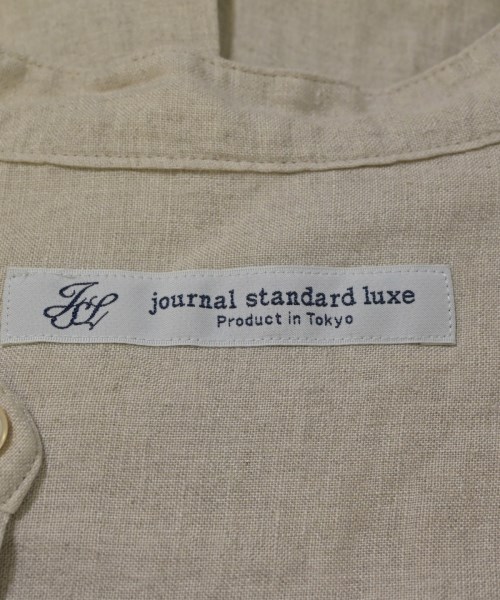 JSL
journal standard luxe
Product in Tokyo